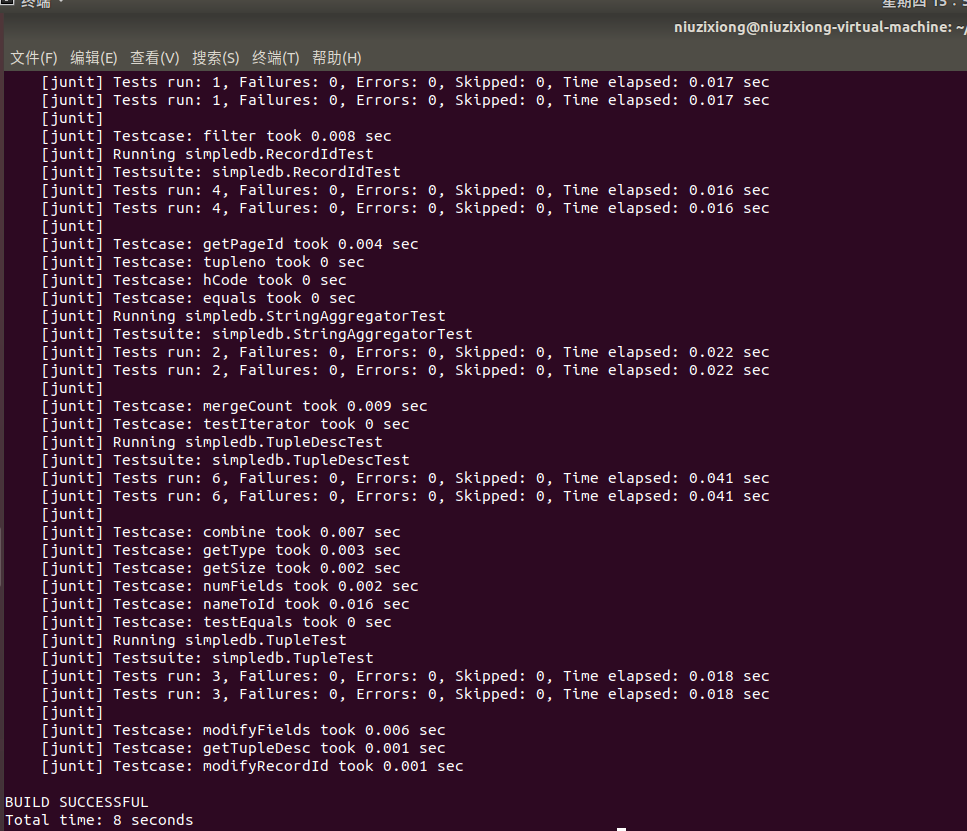 终端
星期四 15 :
niuzixiong@niuzixiong-virtual-machine: ~/
文件(F) 编辑(E) 查看(V) 搜索(S) 终端(T) 帮助(H)
[junit] Tests run: 1, Failures: 0, Errors: 0, Skipped: 0, Time elapsed: 0.017 sec
[junit] Tests run: 1, Failures: 0, Errors: 0, Skipped: 0, Time elapsed: 0.017 sec
[junit]
[junit] Testcase: filter took 0.008 sec
[junit] Running simpledb.RecordIdTest
[junit] Testsuite: simpledb.RecordIdTest
[junit] Tests run: 4, Failures: 0, Errors: 0, Skipped: 0, Time elapsed: 0.016 sec
[junit] Tests run: 4, Failures: 0, Errors: 0, Skipped: 0, Time elapsed: 0.016 sec
[junit]
[junit] Testcase: getPageId took 0.004 sec
[junit] Testcase: tupleno took 0 sec
[junit] Testcase: hCode took 0 sec
[junit] Testcase: equals took 0 sec
[junit] Running simpledb.StringAggregatorTest
[junit] Testsuite: simpledb.StringAggregatorTest
[junit] Tests run: 2, Failures: 0, Errors: 0, Skipped: 0, Time elapsed: 0.022 sec
[junit] Tests run: 2, Failures: 0, Errors: 0, Skipped: 0, Time elapsed: 0.022 sec
[junit]
[junit] Testcase: mergeCount took 0.009 sec
[junit] Testcase: testIterator took 0 sec
[junit] Running simpledb.TupleDescTest
[junit] Testsuite: simpledb.TupleDescTest
[junit] Tests run: 6, Failures: 0, Errors: 0, Skipped: 0, Time elapsed: 0.041 sec
[junit] Tests run: 6, Failures: 0, Errors: 0, Skipped: 0, Time elapsed: 0.041 sec
[junit]
[junit] Testcase: combine took 0.007 sec
[junit] Testcase: getType took 0.003 sec
[junit] Testcase: getSize took 0.002 sec
[junit] Testcase: numFields took 0.002 sec
[junit] Testcase: nameToId took 0.016 sec
[junit] Testcase: testEquals took 0 sec
[junit] Running simpledb.TupleTest
[junit] Testsuite: simpledb.TupleTest
[junit] Tests run: 3, Failures: 0, Errors: 0, Skipped: 0, Time elapsed: 0.018 sec
[junit] Tests run: 3, Failures: 0, Errors: 0, Skipped: 0, Time elapsed: 0.018 sec
[junit]
[junit] Testcase: modifyFields took 0.006 sec
[junit] Testcase: getTupleDesc took 0.001 sec
[junit] Testcase: modifyRecordId took 0.001 sec
BUILD SUCCESSFUL
Total time: 8 seconds